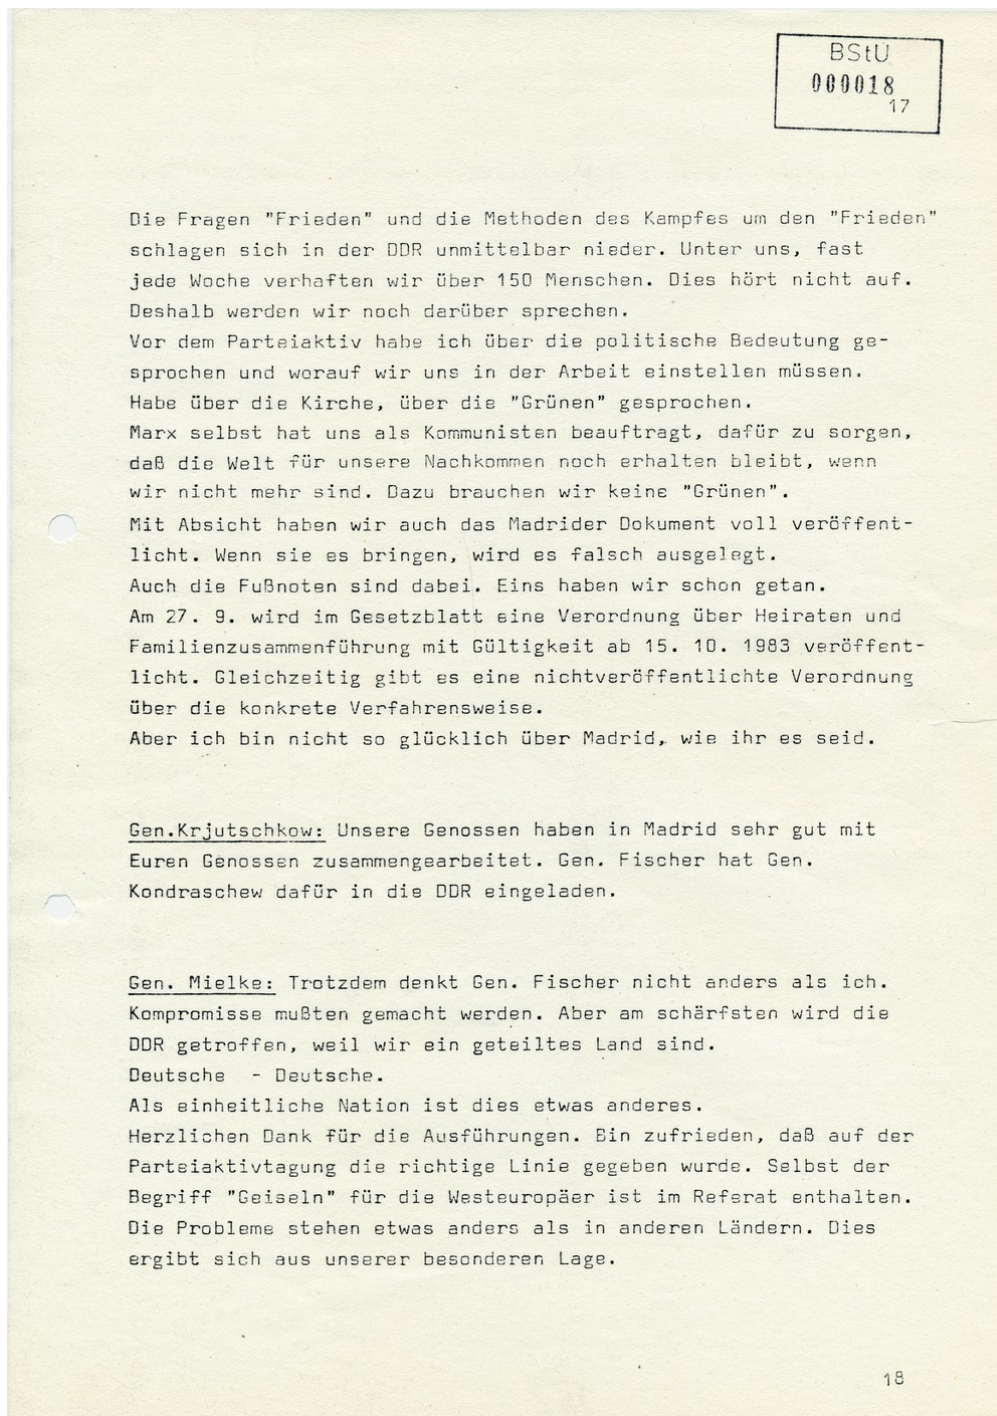 BStU
000018
17
Die Fragen "Frieden" und die Methoden des Kampfes um den "Frieden"
schlagen sich in der DDR unmittelbar nieder. Unter uns, fast
jede Woche verhaften wir über 150 Menschen. Dies hört nicht auf.
Deshalb werden wir noch darüber sprechen.
Vor dem Parteiaktiv habe ich über die politische Bedeutung ge-
sprochen und worauf wir uns in der Arbeit einstellen müssen.
Habe über die Kirche, über die "Grünen" gesprochen.
Marx selbst hat uns als Kommunisten beauftragt, dafür zu sorgen,
daß die Welt für unsere Nachkommen noch erhalten bleibt, wenn
wir nicht mehr sind. Dazu brauchen wir keine "Grünen".
Mit Absicht haben wir auch das Madrider Dokument voll veröffent-
licht. Wenn sie es bringen, wird es falsch ausgelegt.
Auch die Fußnoten sind dabei. Eins haben wir schon getan.
Am 27. 9. wird im Gesetzblatt eine Verordnung über Heiraten und
Familienzusammenführung mit Gültigkeit ab 15. 10. 1983 veröffent-
licht. Gleichzeitig gibt es eine nichtveröffentlichte Verordnung
über die konkrete Verfahrensweise.
Aber ich bin nicht so glücklich über Madrid, wie ihr es seid.
Gen.Krjutschkow: Unsere Genossen haben in Madrid sehr gut mit
Euren Genossen zusammengearbeitet. Gen. Fischer hat Gen.
Kondraschew dafür in die DDR eingeladen.
Gen. Mielke: Trotzdem denkt Gen. Fischer nicht anders als ich.
Kompromisse mußten gemacht werden. Aber am schärfsten wird die
DDR getroffen, weil wir ein geteiltes Land sind.
Deutsche - Deutsche.
Als einheitliche Nation ist dies etwas anderes.
Herzlichen Dank für die Ausführungen. Bin zufrieden, daß auf der
Parteiaktivtagung die richtige Linie gegeben wurde. Selbst der
Begriff "Geiseln" für die Westeuropäer ist im Referat enthalten.
Die Probleme stehen etwas anders als in anderen Ländern. Dies
ergibt sich aus unserer besonderen Lage.
18